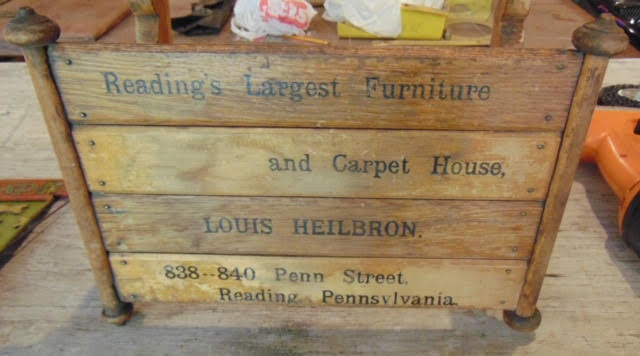 Reading's Largest Furniture
and Carpet House,
LOUIS HEILBRON.
838--840 Penn Street.
Reading Pennsylvania.